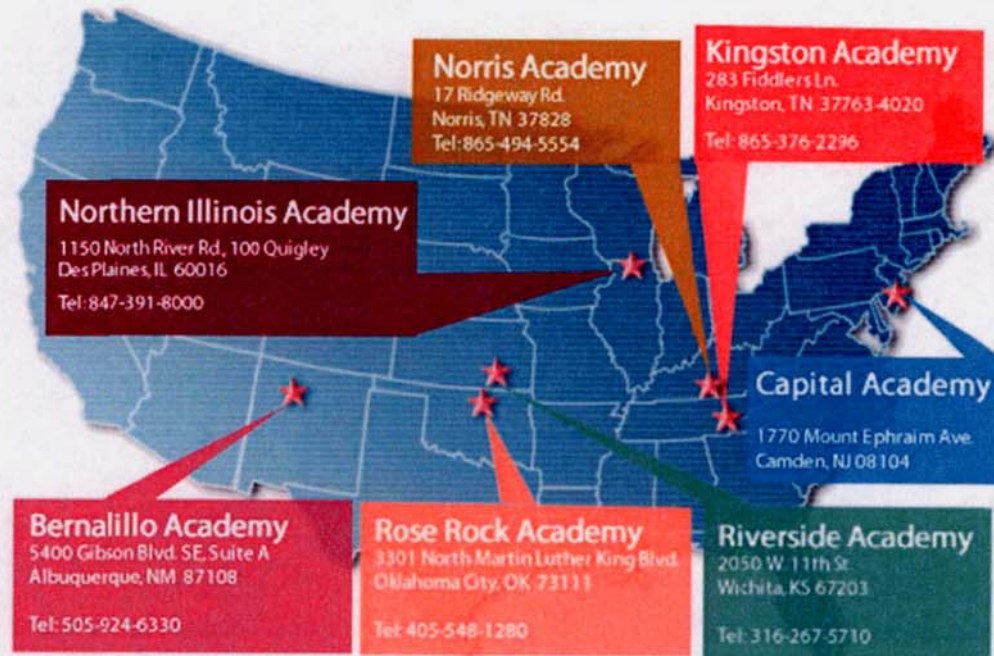 Norris Academy
17 Ridgeway Rd.
Norris, TN 37828
Tel: 865-494-5554
Kingston Academy
283 Fiddlers Ln.
Kingston, TN 37763-4020
Tel: 865-376-2296
Northern Illinois Academy
1150 North River Rd., 100 Quigley
Des Plaines, IL 60016
Tel: 847-391-8000
Capital Academy
1770 Mount Ephraim Ave.
Camden, NJ 08104
Bernalillo Academy
5400 Gibson Blvd. SE, Suite A
Albuquerque, NM 87108
Tel: 505-924-6330
Rose Rock Academy
3301 North Martin Luther King Blvd.
Oklahoma City, OK 73111
Tel: 405-548-1280
Riverside Academy
2050 W 11th St.
Wichita, KS 67203
Tel: 316-267-5710